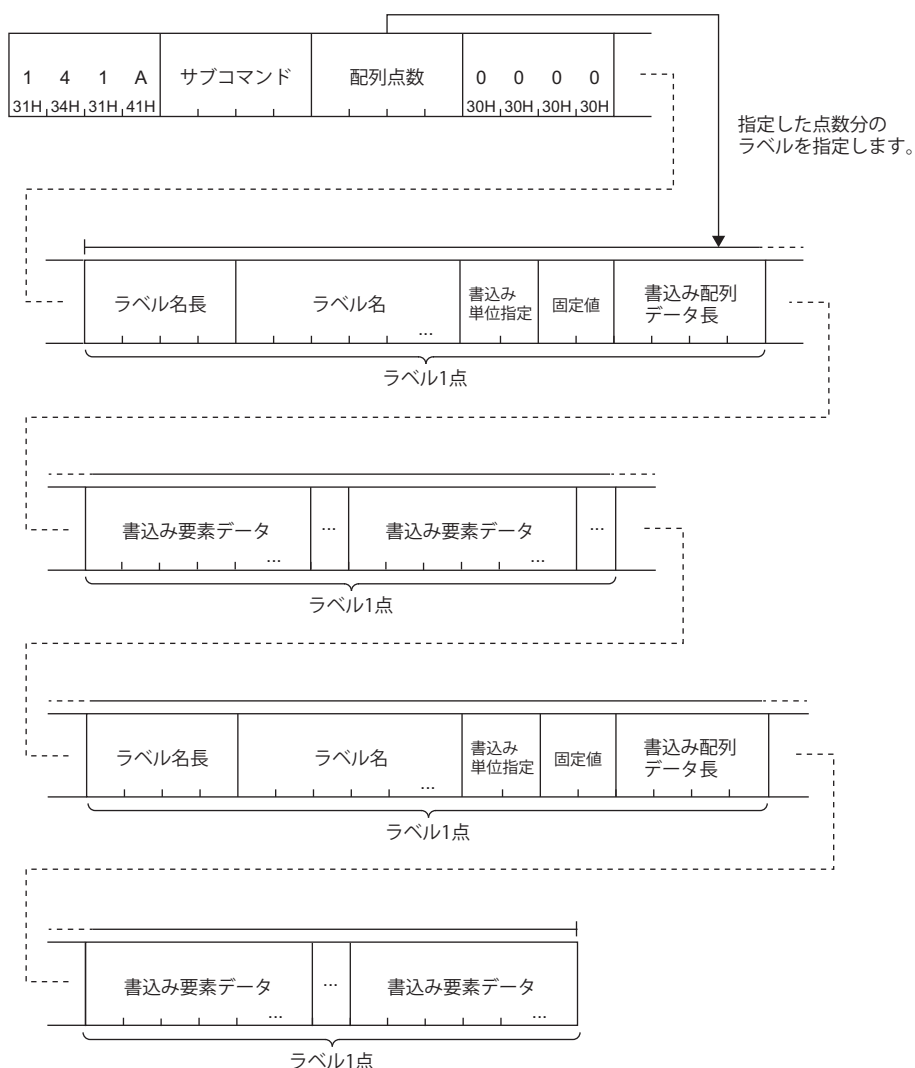 1 4 1 A サブコマンド 配列点数 0 0 0 0
31H 34H 31H 41H 30H 30H 30H 30H
指定した点数分の
ラベルを指定します。
ラベル名長 ラベル名 ... 書込み
単位指定 固定値 書込み配列
データ長
ラベル1点
書込み要素データ ... ... 書込み要素データ ... ...
ラベル1点
ラベル名長 ラベル名 ... 書込み
単位指定 固定値 書込み配列
データ長
ラベル1点
書込み要素データ ... ... 書込み要素データ ...
ラベル1点